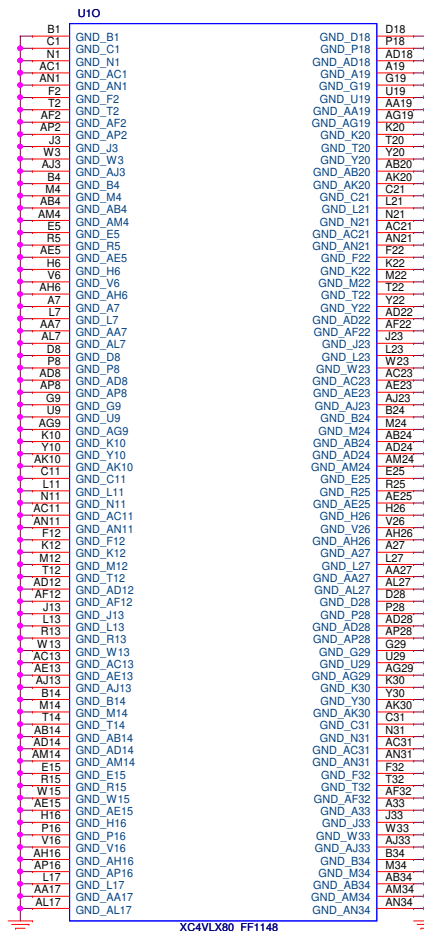 U1O
B1 GND_B1 GND_D18 D18
C1 GND_C1 GND_P18 P18
N1 GND_N1 GND_AD18 AD18
AC1 GND_AC1 GND_A19 A19
AN1 GND_AN1 GND_G19 G19
F2 GND_F2 GND_U19 U19
T2 GND_T2 GND_AA19 AA19
AF2 GND_AF2 GND_AG19 AG19
AP2 GND_AP2 GND_K20 K20
J3 GND_J3 GND_T20 T20
W3 GND_W3 GND_Y20 Y20
AJ3 GND_AJ3 GND_AB20 AB20
B4 GND_B4 GND_AK20 AK20
M4 GND_M4 GND_C21 C21
AB4 GND_AB4 GND_L21 L21
AM4 GND_AM4 GND_N21 N21
E5 GND_E5 GND_AC21 AC21
R5 GND_R5 GND_AN21 AN21
AE5 GND_AE5 GND_F22 F22
H6 GND_H6 GND_K22 K22
V6 GND_V6 GND_M22 M22
AH6 GND_AH6 GND_T22 T22
A7 GND_A7 GND_Y22 Y22
L7 GND_L7 GND_AD22 AD22
AA7 GND_AA7 GND_AF22 AF22
AL7 GND_AL7 GND_J23 J23
D8 GND_D8 GND_L23 L23
P8 GND_P8 GND_W23 W23
AD8 GND_AD8 GND_AC23 AC23
AP8 GND_AP8 GND_AE23 AE23
G9 GND_G9 GND_AJ23 AJ23
U9 GND_U9 GND_B24 B24
AG9 GND_AG9 GND_M24 M24
K10 GND_K10 GND_AB24 AB24
Y10 GND_Y10 GND_AD24 AD24
AK10 GND_AK10 GND_AM24 AM24
C11 GND_C11 GND_E25 E25
L11 GND_L11 GND_R25 R25
N11 GND_N11 GND_AE25 AE25
AC11 GND_AC11 GND_H26 H26
AN11 GND_AN11 GND_V26 V26
F12 GND_F12 GND_AH26 AH26
K12 GND_K12 GND_A27 A27
M12 GND_M12 GND_L27 L27
T12 GND_T12 GND_AA27 AA27
AD12 GND_AD12 GND_AL27 AL27
AF12 GND_AF12 GND_D28 D28
J13 GND_J13 GND_P28 P28
L13 GND_L13 GND_AD28 AD28
R13 GND_R13 GND_AP28 AP28
W13 GND_W13 GND_G29 G29
AC13 GND_AC13 GND_U29 U29
AE13 GND_AE13 GND_AG29 AG29
AJ13 GND_AJ13 GND_K30 K30
B14 GND_B14 GND_Y30 Y30
M14 GND_M14 GND_AK30 AK30
T14 GND_T14 GND_C31 C31
AB14 GND_AB14 GND_N31 N31
AD14 GND_AD14 GND_AC31 AC31
AM14 GND_AM14 GND_AN31 AN31
E15 GND_E15 GND_F32 F32
R15 GND_R15 GND_T32 T32
W15 GND_W15 GND_AF32 AF32
AE15 GND_AE15 GND_A33 A33
H16 GND_H16 GND_J33 J33
P16 GND_P16 GND_W33 W33
V16 GND_V16 GND_AJ33 AJ33
AH16 GND_AH16 GND_B34 B34
AP16 GND_AP16 GND_M34 M34
L17 GND_L17 GND_AB34 AB34
AA17 GND_AA17 GND_AM34 AM34
AL17 GND_AL17 GND_AN34 AN34
XC4VLX80_FF1148